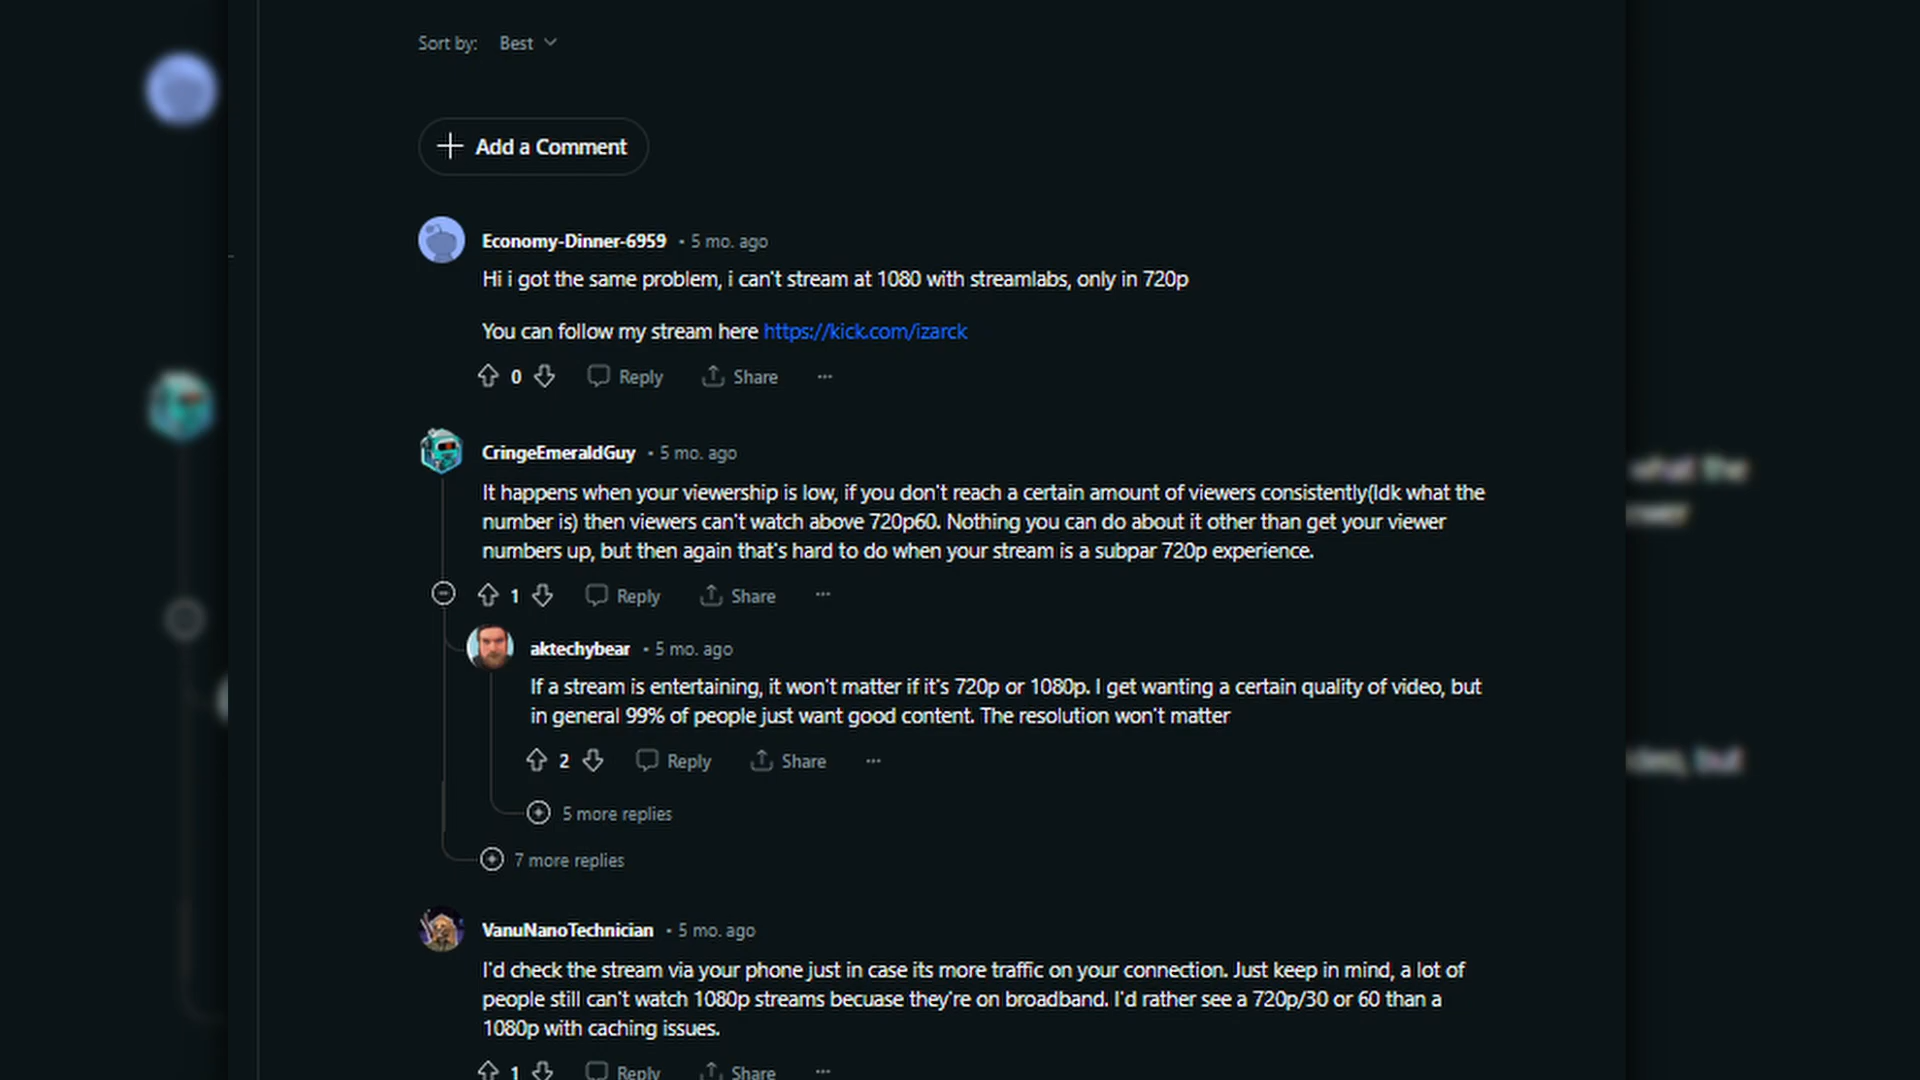 Sort by: Best
Add a Comment
Economy-Dinner-6959 • 5 mo. ago
Hi i got the same problem, i can't stream at 1080 with streamlabs, only in 720p
You can follow my stream here https://kick.com/izarck
0 Reply Share ...
CringeEmeraldGuy • 5 mo. ago
It happens when your viewership is low, if you don't reach a certain amount of viewers consistently(Idk what the
number is) then viewers can't watch above 720p60. Nothing you can do about it other than get your viewer
numbers up, but then again that's hard to do when your stream is a subpar 720p experience.
1 Reply Share ...
aktechybear • 5 mo. ago
If a stream is entertaining, it won't matter if it's 720p or 1080p. I get wanting a certain quality of video, but
in general 99% of people just want good content. The resolution won't matter
2 Reply Share ...
5 more replies
7 more replies
VanuNanoTechnician • 5 mo. ago
I'd check the stream via your phone just in case its more traffic on your connection. Just keep in mind, a lot of
people still can't watch 1080p streams becuase they're on broadband. I'd rather see a 720p/30 or 60 than a
1080p with caching issues.
1 Reply Share ...
what the
deo, but